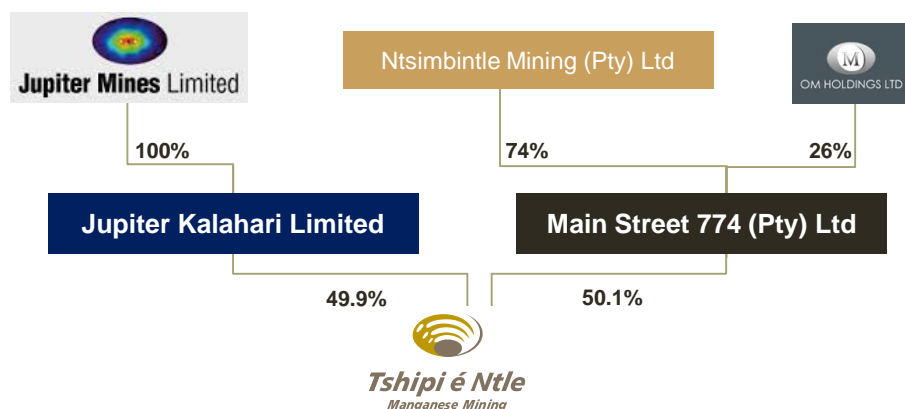 Jupiter Mines Limited
Ntsimbintle Mining (Pty) Ltd
M
OM HOLDINGS LTD
100%
74%
26%
Jupiter Kalahari Limited
Main Street 774 (Pty) Ltd
49.9%
50.1%
Tshipi é Ntle
Manganese Mining